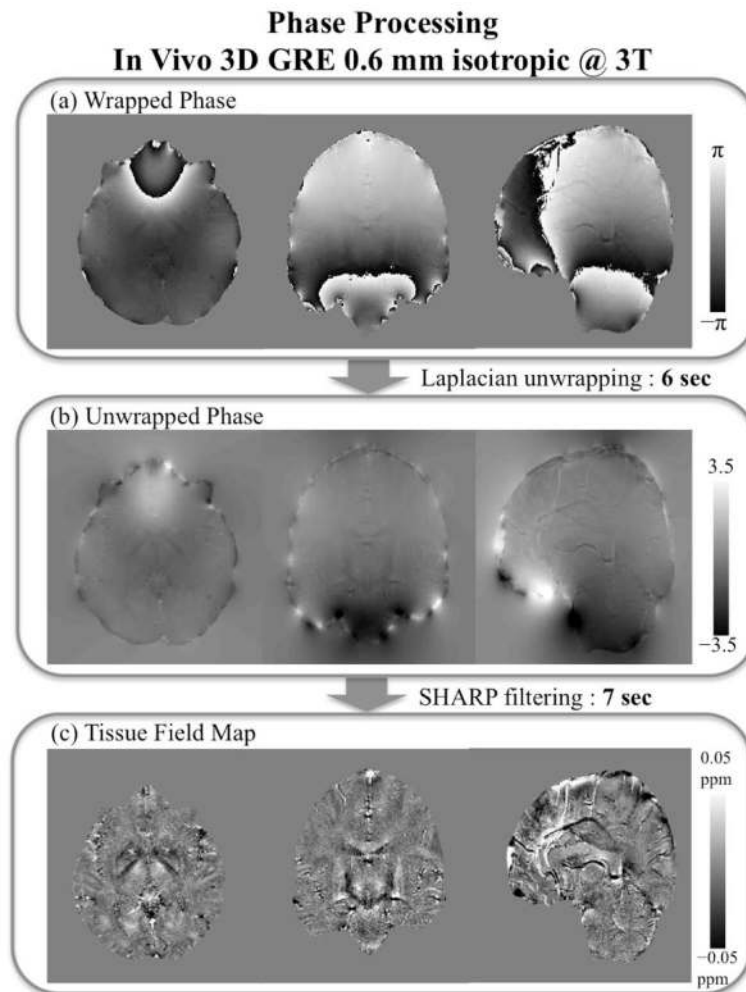 Phase Processing
In Vivo 3D GRE 0.6 mm isotropic @ 3T
(a) Wrapped Phase
π
−π
Laplacian unwrapping : 6 sec
(b) Unwrapped Phase
3.5
−3.5
SHARP filtering : 7 sec
(c) Tissue Field Map
0.05
ppm
−0.05
ppm